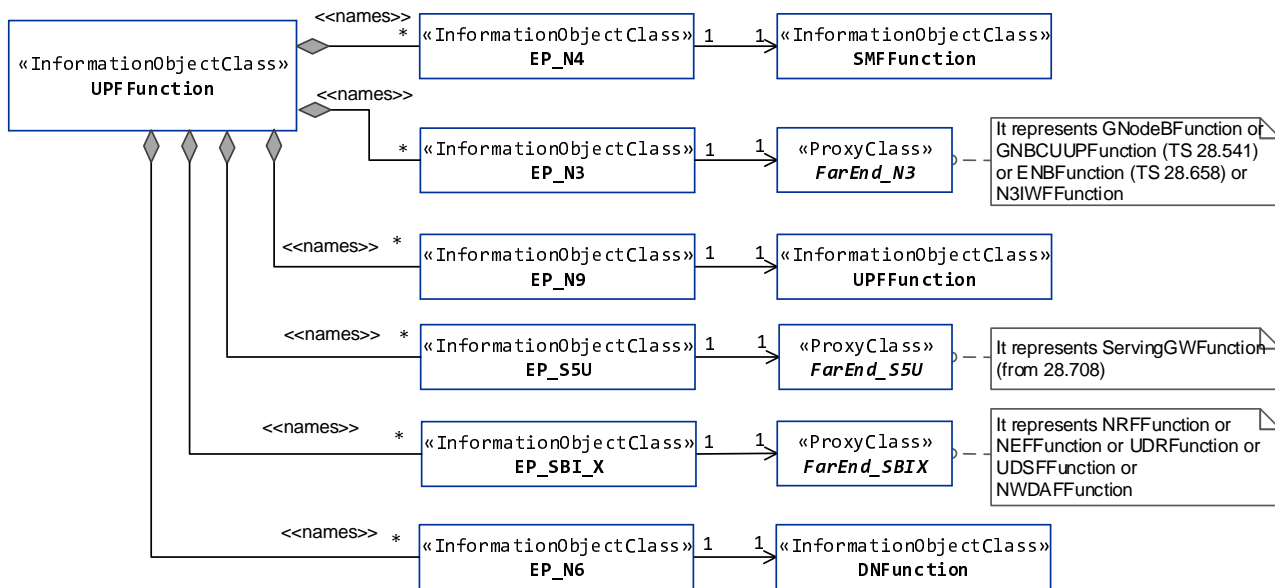 <<names>>
*
«InformationObjectClass»
UPFFunction
«InformationObjectClass»
EP_N4
1
1
«InformationObjectClass»
SMFFunction
<<names>>
*
«InformationObjectClass»
EP_N3
1
1
«ProxyClass»
FarEnd_N3
It represents GNodeBFunction or
GNBCUUPFunction (TS 28.541)
or ENBFunction (TS 28.658) or
N3IWFFunction
<<names>>
*
«InformationObjectClass»
EP_N9
1
1
«InformationObjectClass»
UPFFunction
<<names>>
*
«InformationObjectClass»
EP_S5U
1
1
«ProxyClass»
FarEnd_S5U
It represents ServingGWFunction
(from 28.708)
<<names>>
*
«InformationObjectClass»
EP_SBI_X
1
1
«ProxyClass»
FarEnd_SBIX
It represents NRFFunction or
NEFFunction or UDRFunction or
UDSFFunction or
NWDAFFunction
<<names>>
*
«InformationObjectClass»
EP_N6
1
1
«InformationObjectClass»
DNFunction